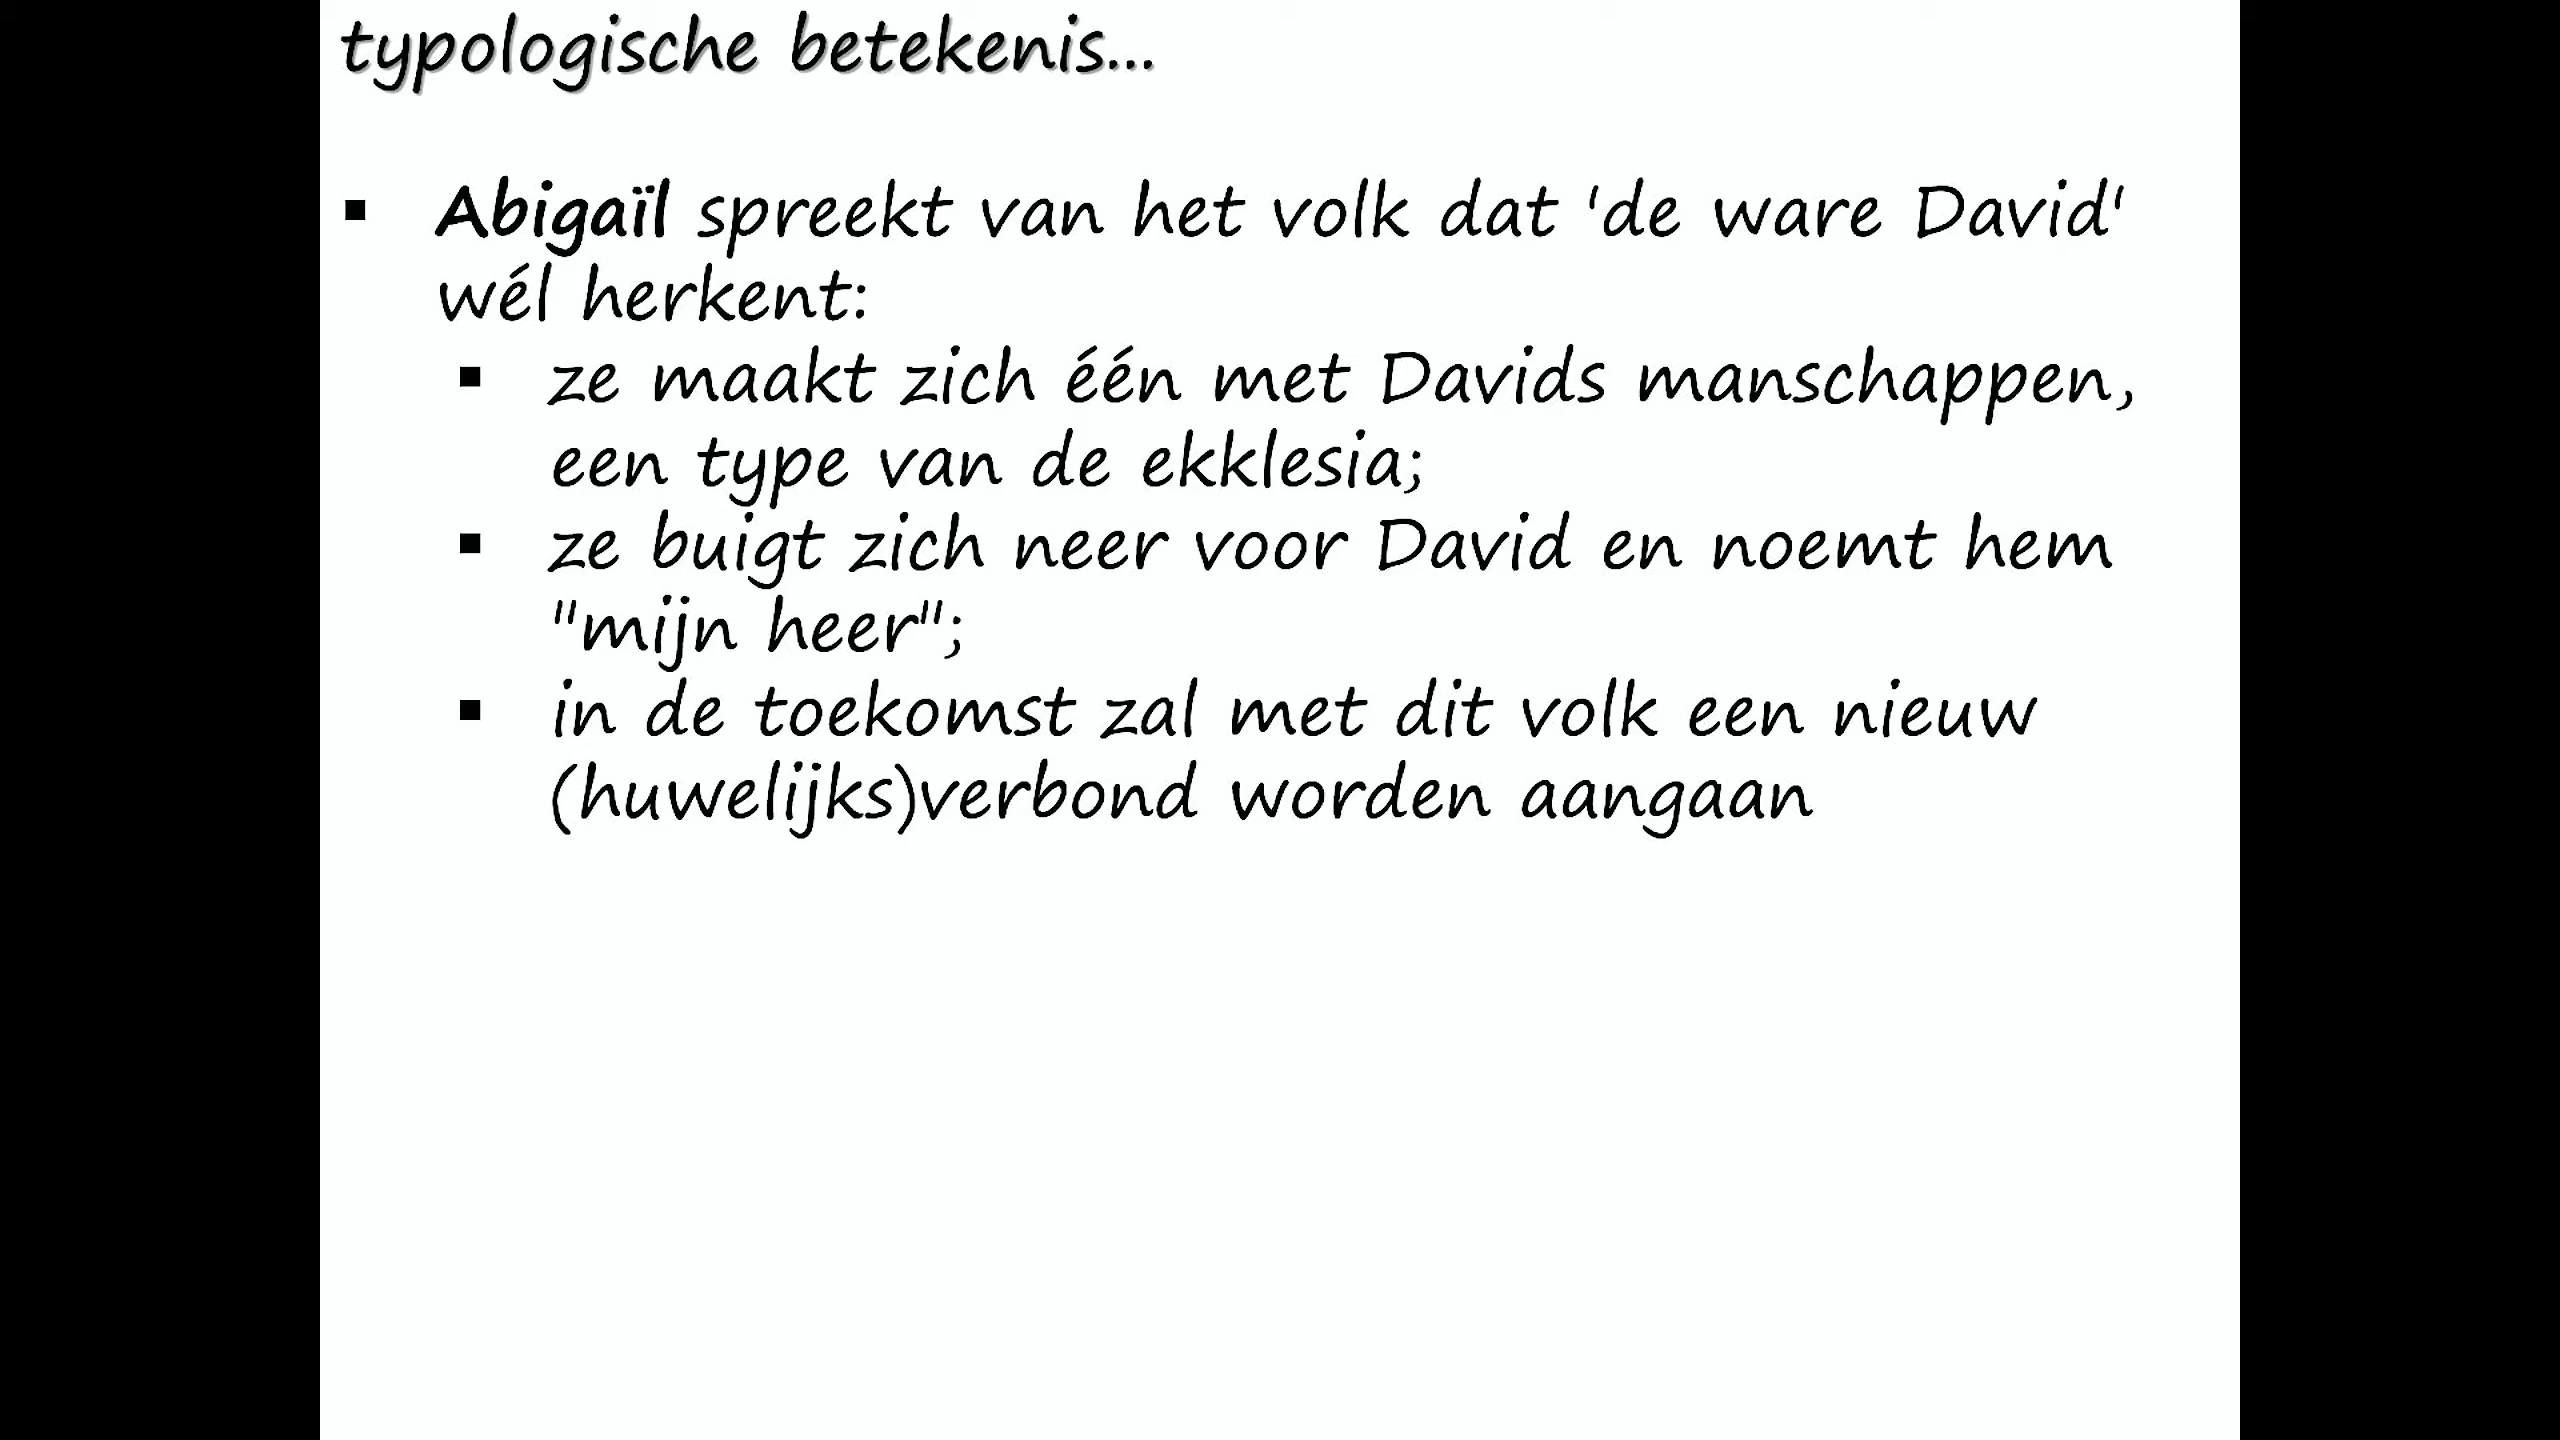 typologische betekenis...
▪ Abigaïl spreekt van het volk dat 'de ware David'
wél herkent:
▪ ze maakt zich één met Davids manschappen,
een type van de ekklesia;
▪ ze buigt zich neer voor David en noemt hem
"mijn heer";
▪ in de toekomst zal met dit volk een nieuw
(huwelijks)verbond worden aangaan